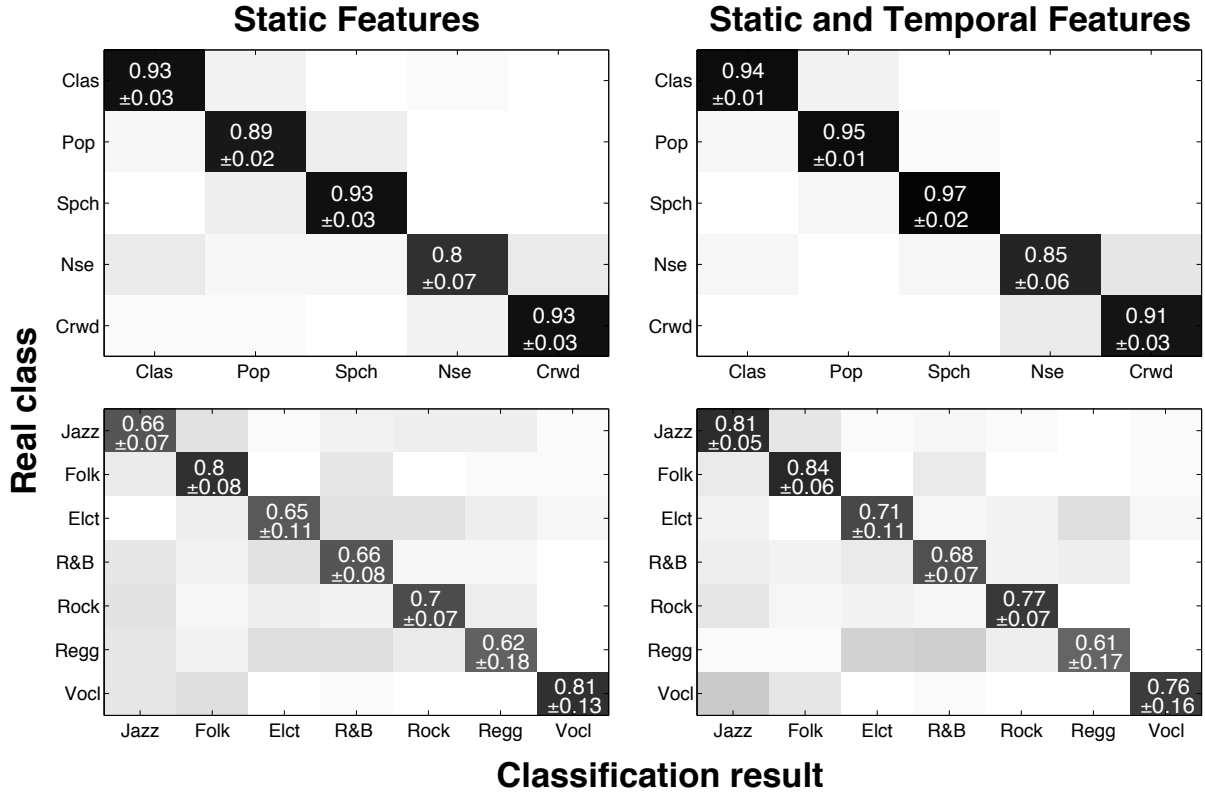 Static Features
Static and Temporal Features
Real class
Clas
0.93
±0.03
Pop
0.89
±0.02
Spch
0.93
±0.03
Nse
0.8
±0.07
Crwd
0.93
±0.03
Clas Pop Spch Nse Crwd
Clas
0.94
±0.01
Pop
0.95
±0.01
Spch
0.97
±0.02
Nse
0.85
±0.06
Crwd
0.91
±0.03
Clas Pop Spch Nse Crwd
Jazz
0.66
±0.07
Folk
0.8
±0.08
Elct
0.65
±0.11
R&B
0.66
±0.08
Rock
0.7
±0.07
Regg
0.62
±0.18
Vocl
0.81
±0.13
Jazz Folk Elct R&B Rock Regg Vocl
Jazz
0.81
±0.05
Folk
0.84
±0.06
Elct
0.71
±0.11
R&B
0.68
±0.07
Rock
0.77
±0.07
Regg
0.61
±0.17
Vocl
0.76
±0.16
Jazz Folk Elct R&B Rock Regg Vocl
Classification result